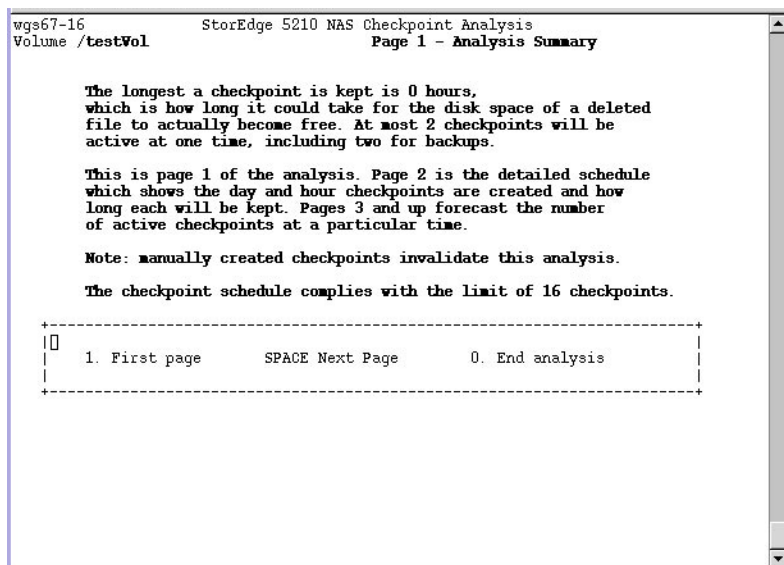 wgs67-16 StorEdge 5210 NAS Checkpoint Analysis
Volume /testVol Page 1 - Analysis Summary
The longest a checkpoint is kept is 0 hours,
which is how long it could take for the disk space of a deleted
file to actually become free. At most 2 checkpoints will be
active at one time, including two for backups.
This is page 1 of the analysis. Page 2 is the detailed schedule
which shows the day and hour checkpoints are created and how
long each will be kept. Pages 3 and up forecast the number
of active checkpoints at a particular time.
Note: manually created checkpoints invalidate this analysis.
The checkpoint schedule complies with the limit of 16 checkpoints.
1. First page SPACE Next Page 0. End analysis